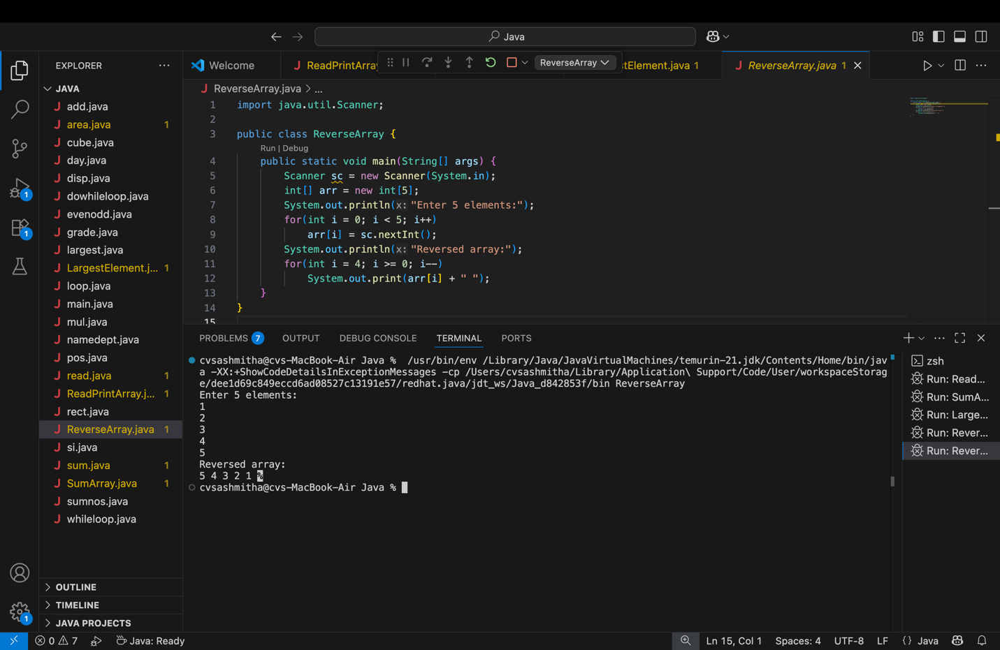 Java
EXPLORER
Welcome
ReadPrintArray
ReverseArray
stElement.java 1
ReverseArray.java 1
JAVA
add.java
area.java 1
cube.java
day.java
disp.java
dowhileloop.java
evenodd.java
grade.java
largest.java
LargestElement.j... 1
loop.java
main.java
mul.java
namedept.java
pos.java
read.java 1
ReadPrintArray.j... 1
rect.java
ReverseArray.java 1
si.java
sum.java 1
SumArray.java 1
sumnos.java
whileloop.java
OUTLINE
TIMELINE
JAVA PROJECTS
1
1
1
ReverseArray.java > ...
1 import java.util.Scanner;
2
3 public class ReverseArray {
Run | Debug
4 public static void main(String[] args) {
5 Scanner sc = new Scanner(System.in);
6 int[] arr = new int[5];
7 System.out.println(x: "Enter 5 elements:");
8 for(int i = 0; i < 5; i++)
9 arr[i] = sc.nextInt();
10 System.out.println(x: "Reversed array:");
11 for(int i = 4; i >= 0; i--)
12 System.out.print(arr[i] + " ");
13 }
14 }
15
PROBLEMS 7 OUTPUT DEBUG CONSOLE TERMINAL PORTS
cvsashmitha@cvs-MacBook-Air Java % /usr/bin/env /Library/Java/JavaVirtualMachines/temurin-21.jdk/Contents/Home/bin/jav
a -XX:+ShowCodeDetailsInExceptionMessages -cp /Users/cvsashmitha/Library/Application\ Support/Code/User/workspaceStorag
e/dee1d69c849eccd6ad08527c13191e57/redhat.java/jdt_ws/Java_d842853f/bin ReverseArray
Enter 5 elements:
1
2
3
4
5
Reversed array:
5 4 3 2 1 %
cvsashmitha@cvs-MacBook-Air Java %
zsh
Run: Read...
Run: SumA...
Run: Large...
Run: Rever...
Run: Rever...
0 7 Java: Ready
Ln 15, Col 1 Spaces: 4 UTF-8 LF {} Java